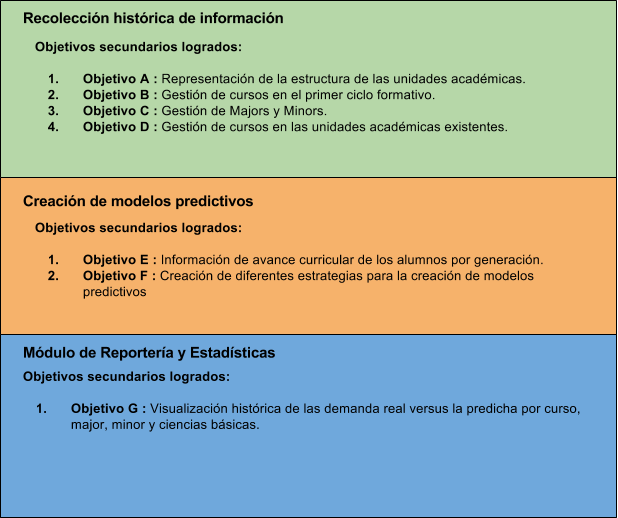 Recolección histórica de información
Objetivos secundarios logrados:
1. Objetivo A : Representación de la estructura de las unidades académicas.
2. Objetivo B : Gestión de cursos en el primer ciclo formativo.
3. Objetivo C : Gestión de Majors y Minors.
4. Objetivo D : Gestión de cursos en las unidades académicas existentes.
Creación de modelos predictivos
Objetivos secundarios logrados:
1. Objetivo E : Información de avance curricular de los alumnos por generación.
2. Objetivo F : Creación de diferentes estrategias para la creación de modelos
predictivos
Módulo de Reportería y Estadísticas
Objetivos secundarios logrados:
1. Objetivo G : Visualización histórica de las demanda real versus la predicha por curso,
major, minor y ciencias básicas.